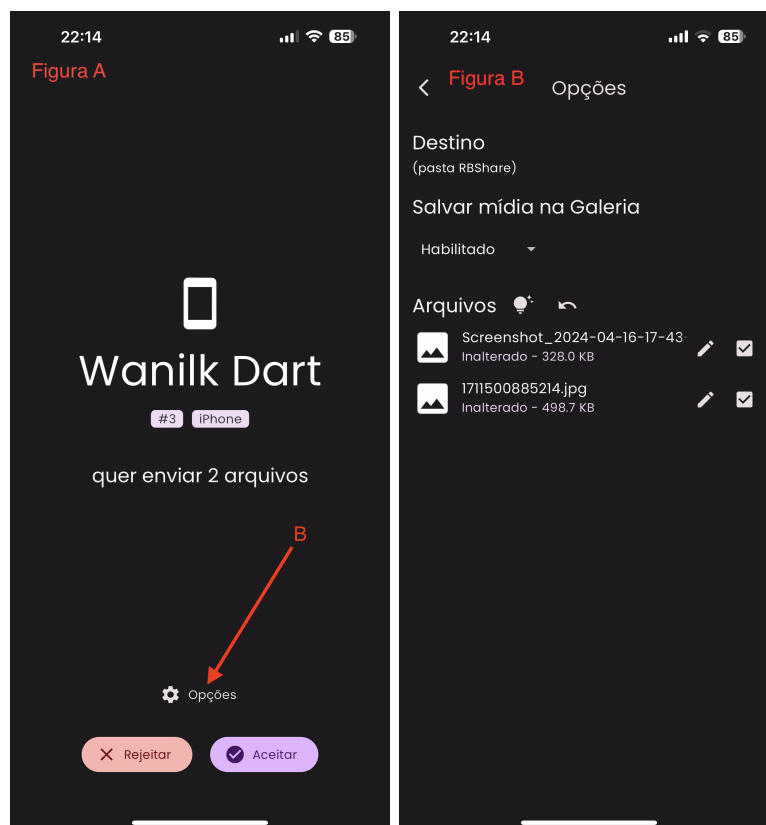 22:14
85
Figura A
Wanilk Dart
#3
iPhone
quer enviar 2 arquivos
B
Opções
Rejeitar
Aceitar
22:14
85
Figura B
Opções
Destino
(pasta RBShare)
Salvar mídia na Galeria
Habilitado
Arquivos
Screenshot_2024-04-16-17-43-
Inalterado - 328.0 KB
1711500885214.jpg
Inalterado - 498.7 KB